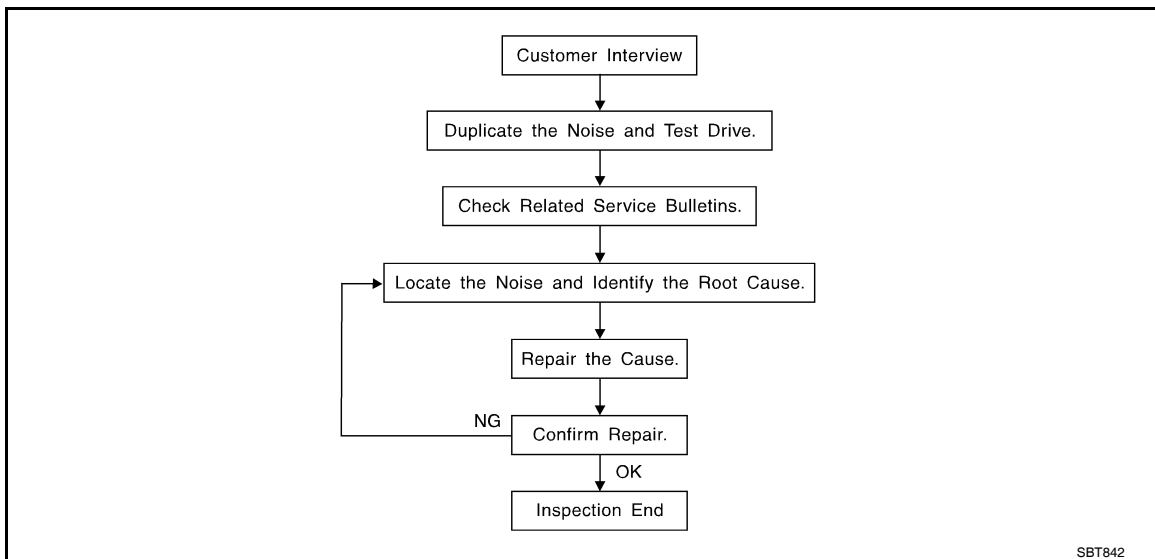 Customer Interview
Duplicate the Noise and Test Drive.
Check Related Service Bulletins.
Locate the Noise and Identify the Root Cause.
Repair the Cause.
NG
Confirm Repair.
OK
Inspection End
SBT842